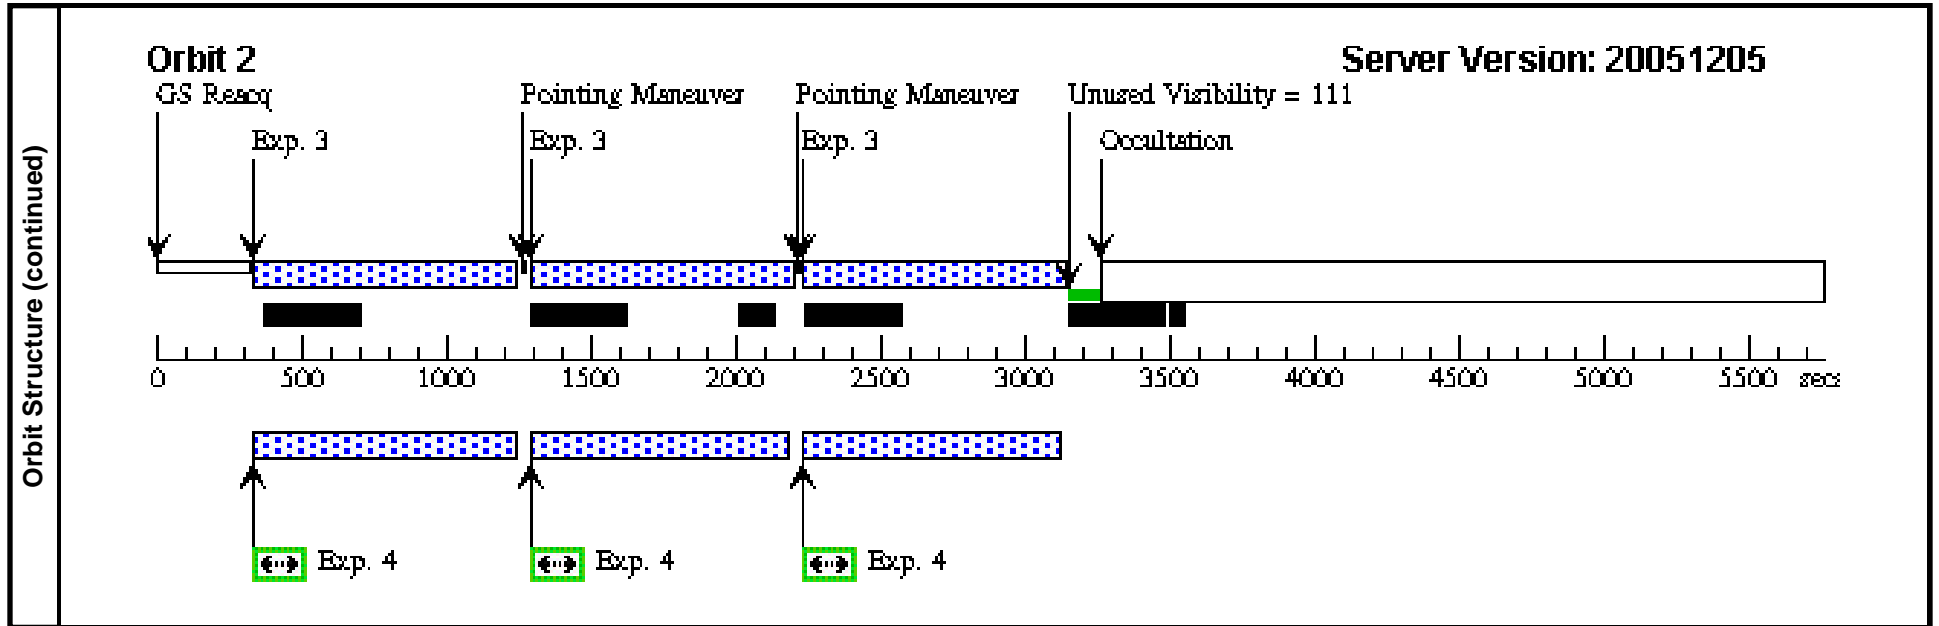 Orbit Structure (continued)
Orbit 2 Server Version: 20051205
GS Reacq Pointing Maneuver Pointing Maneuver Unused Visibility = 111
Exp. 3 Exp. 3 Exp. 3 Occultation
0 500 1000 1500 2000 2500 3000 3500 4000 4500 5000 5500 secs
Exp. 4 Exp. 4 Exp. 4